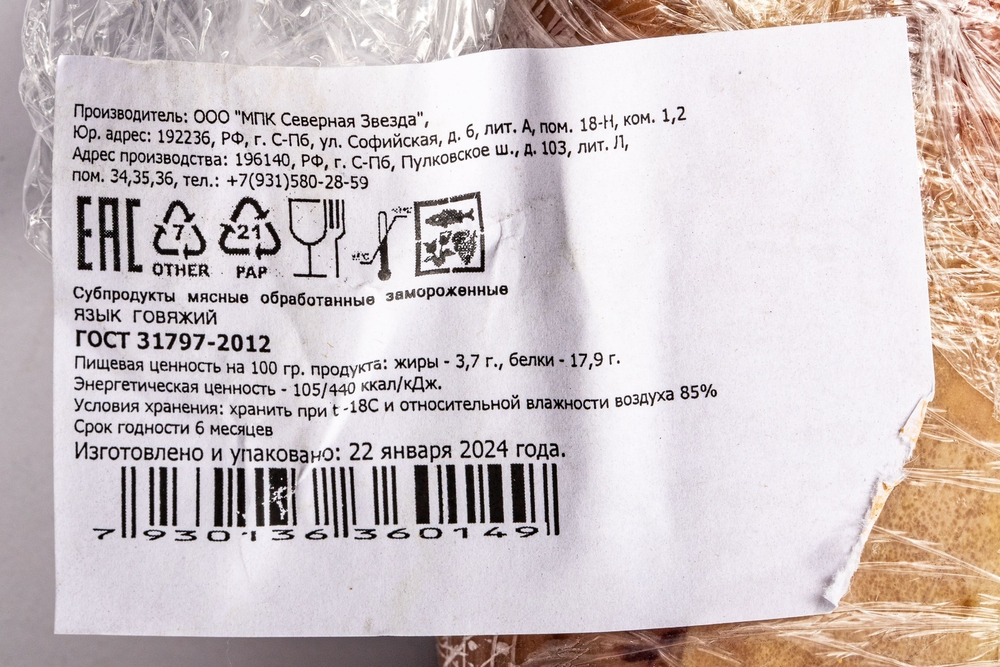 Производитель: ООО "МПК Северная Звезда",
Юр. адрес: 192236, РФ, г. С-Пб, ул. Софийская, д. 6, лит. А, пом. 18-Н, ком. 1,2
Адрес производства: 196140, РФ, г. С-Пб, Пулковское ш., д. 103, лит. Л,
пом. 34,35,36, тел.: +7(931)580-28-59
EAC 7 21
OTHER PAP
Субпродукты мясные обработанные замороженные
ЯЗЫК ГОВЯЖИЙ
ГОСТ 31797-2012
Пищевая ценность на 100 гр. продукта: жиры - 3,7 г., белки - 17,9 г.
Энергетическая ценность - 105/440 ккал/кДж.
Условия хранения: хранить при t -18С и относительной влажности воздуха 85%
Срок годности 6 месяцев
Изготовлено и упаковано: 22 января 2024 года.
7 930136 360149